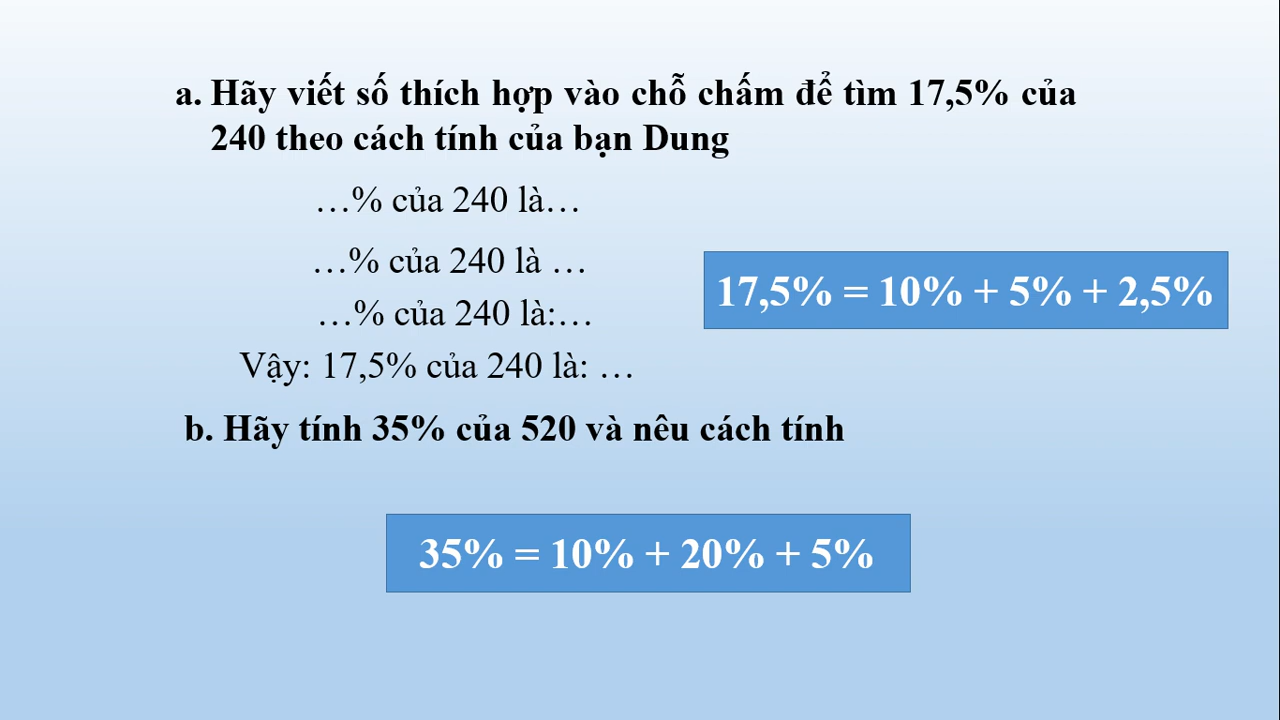 a. Hãy viết số thích hợp vào chỗ chấm để tìm 17,5% của
240 theo cách tính của bạn Dung
…% của 240 là…
…% của 240 là …
…% của 240 là:…
17,5% = 10% + 5% + 2,5%
Vậy: 17,5% của 240 là: …
b. Hãy tính 35% của 520 và nêu cách tính
35% = 10% + 20% + 5%